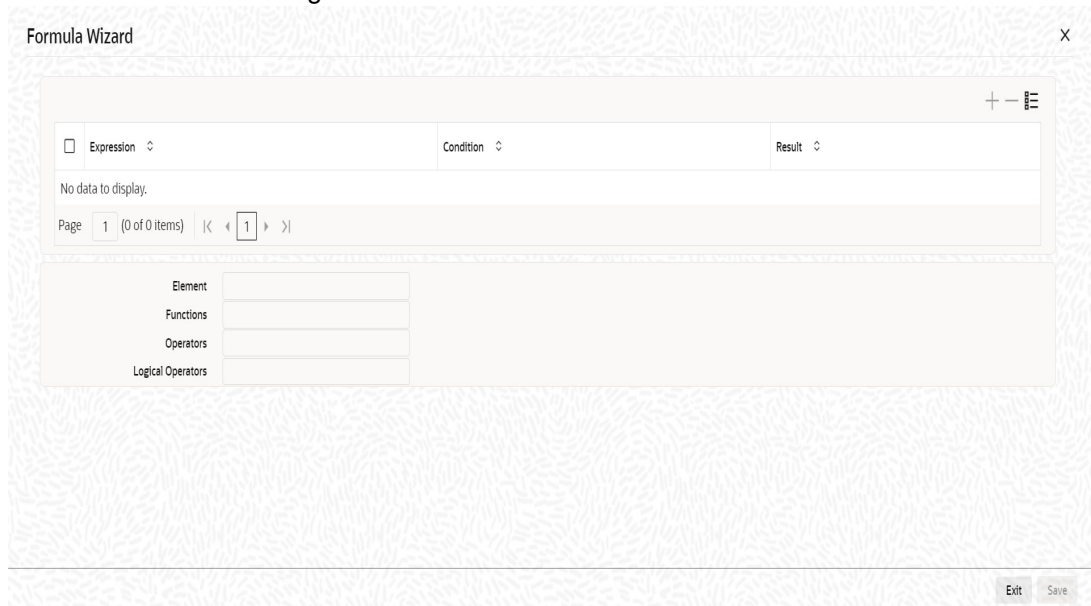 Formula Wizard X
Expression Condition Result
No data to display.
Page 1 (0 of 0 items) 1
Element
Functions
Operators
Logical Operators
Exit Save